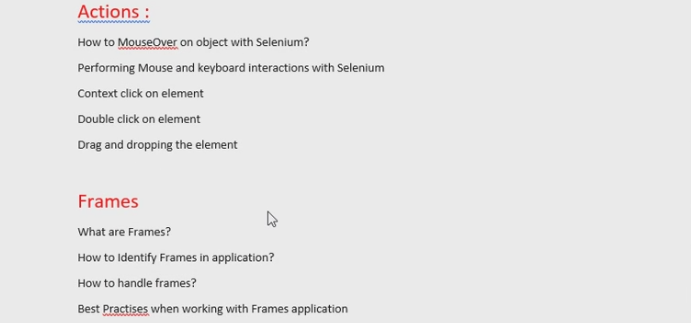 Actions :
How to MouseOver on object with Selenium?
Performing Mouse and keyboard interactions with Selenium
Context click on element
Double click on element
Drag and dropping the element
Frames
What are Frames?
How to Identify Frames in application?
How to handle frames?
Best Practises when working with Frames application